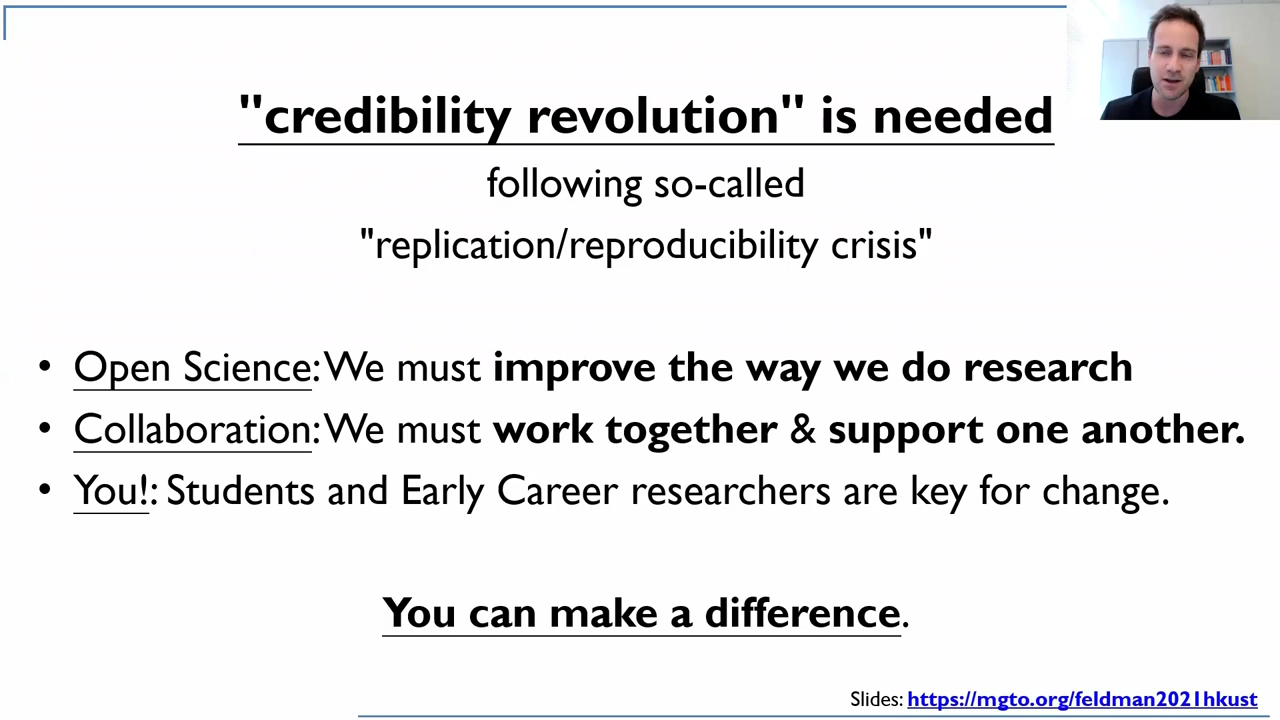 "credibility revolution" is needed
following so-called
"replication/reproducibility crisis"
• Open Science: We must improve the way we do research
• Collaboration: We must work together & support one another.
• You!: Students and Early Career researchers are key for change.
You can make a difference.
Slides: https://mgto.org/feldman2021hkust